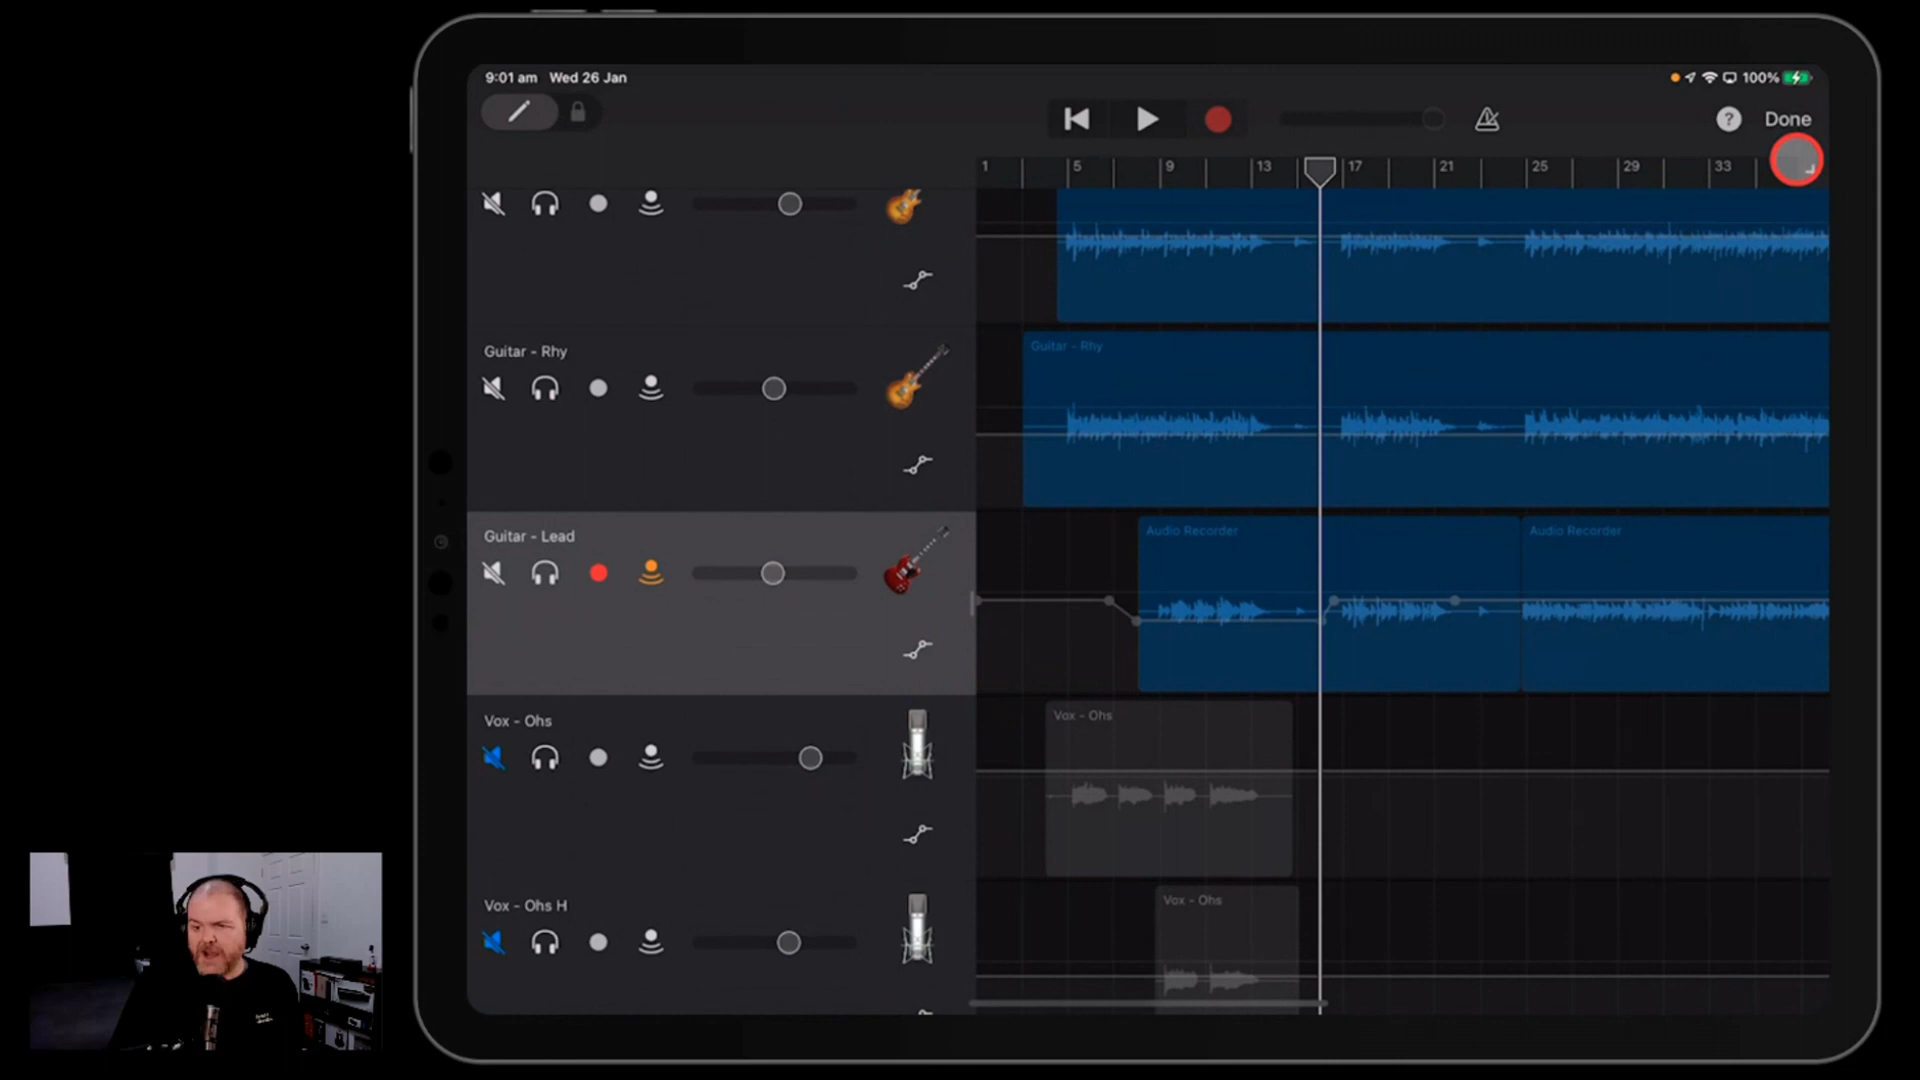 9:01 am Wed 26 Jan
100%
? Done
1 5 9 13 17 21 25 29 33
Guitar - Rhy
Guitar - Rhy
Guitar - Lead
Audio Recorder
Audio Recorder
Vox - Ohs
Vox - Ohs
Vox - Ohs H
Vox - Ohs